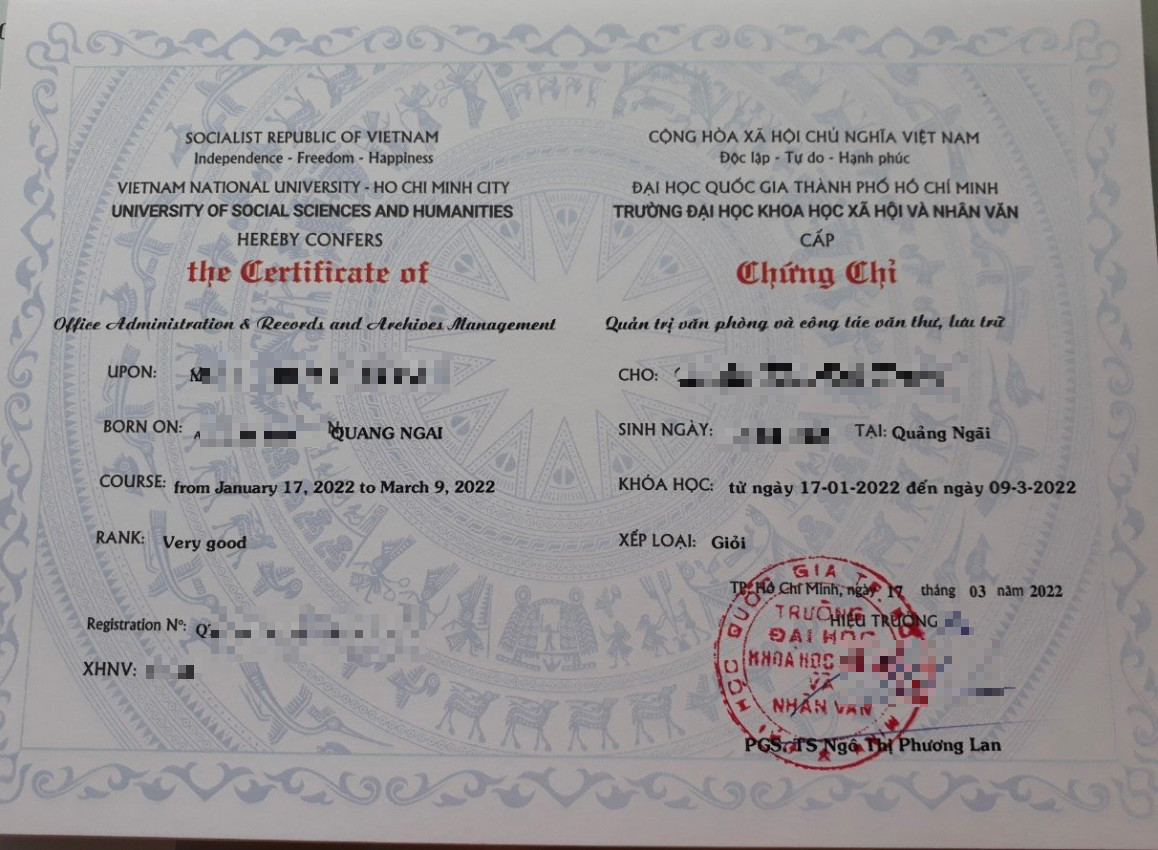 SOCIALIST REPUBLIC OF VIETNAM
Independence - Freedom - Happiness
VIETNAM NATIONAL UNIVERSITY - HO CHI MINH CITY
UNIVERSITY OF SOCIAL SCIENCES AND HUMANITIES
HEREBY CONFERS
the Certificate of
Office Administration & Records and Archives Management
UPON:
BORN ON: QUANG NGAI
COURSE: from January 17, 2022 to March 9, 2022
RANK: Very good
Registration Nº:
XHNV:
CỘNG HÒA XÃ HỘI CHỦ NGHĨA VIỆT NAM
Độc lập - Tự do - Hạnh phúc
ĐẠI HỌC QUỐC GIA THÀNH PHỐ HỒ CHÍ MINH
TRƯỜNG ĐẠI HỌC KHOA HỌC XÃ HỘI VÀ NHÂN VĂN
CẤP
Chứng Chỉ
Quản trị văn phòng và công tác văn thư, lưu trữ
CHO:
SINH NGÀY: TẠI: Quảng Ngãi
KHÓA HỌC: từ ngày 17-01-2022 đến ngày 09-3-2022
XẾP LOẠI: Giỏi
TP. Hồ Chí Minh, ngày 17 tháng 03 năm 2022
HIỆU TRƯỞNG
TRƯỜNG
ĐẠI HỌC
KHOA HỌC
VÀ
NHÂN VĂN
PGS. TS Ngô Thị Phương Lan